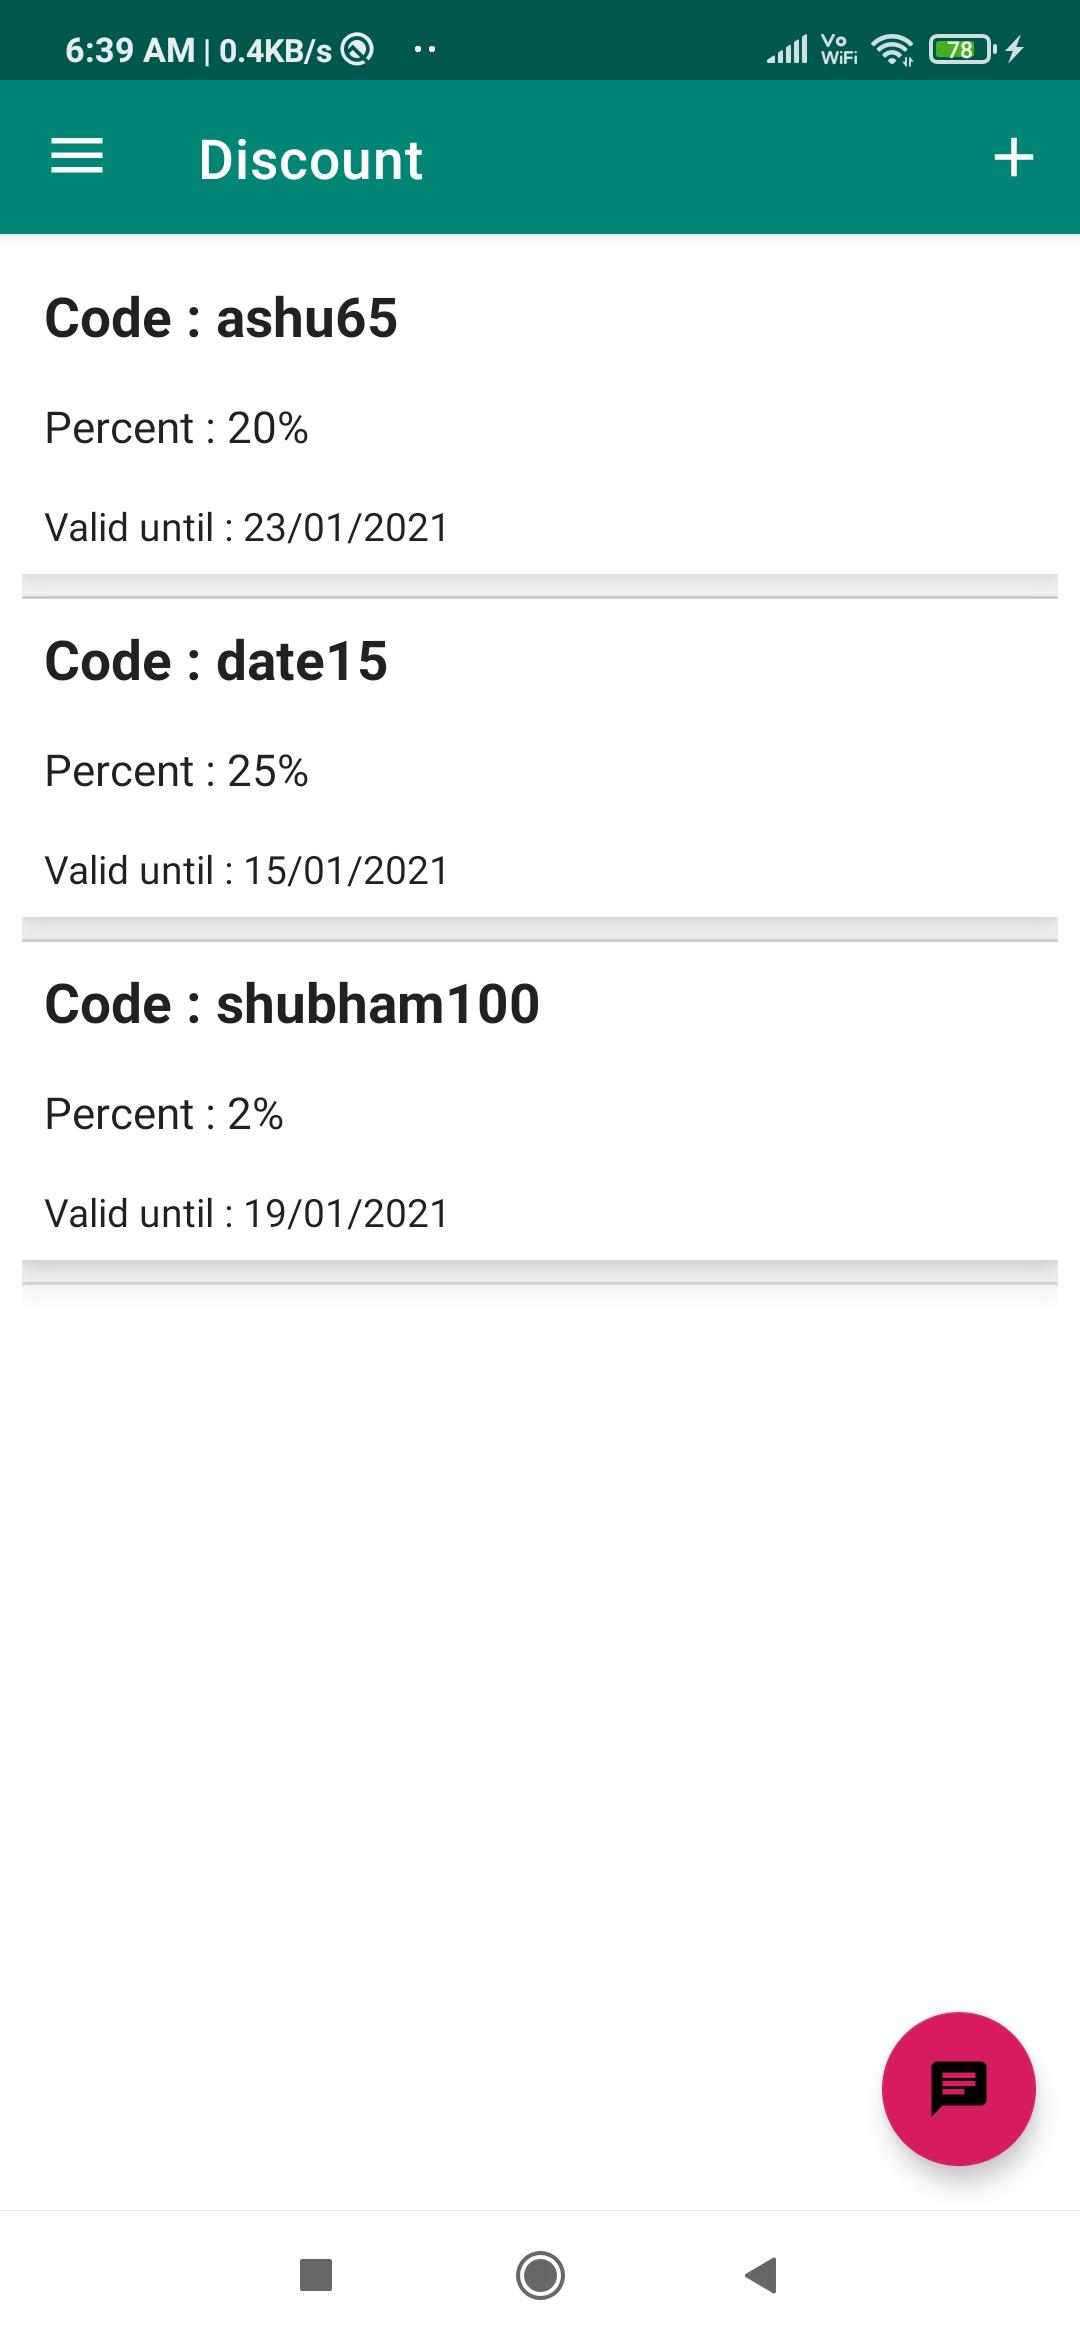 6:39 AM | 0.4KB/s
Vo
WiFi
78
Discount
Code : ashu65
Percent : 20%
Valid until : 23/01/2021
Code : date15
Percent : 25%
Valid until : 15/01/2021
Code : shubham100
Percent : 2%
Valid until : 19/01/2021